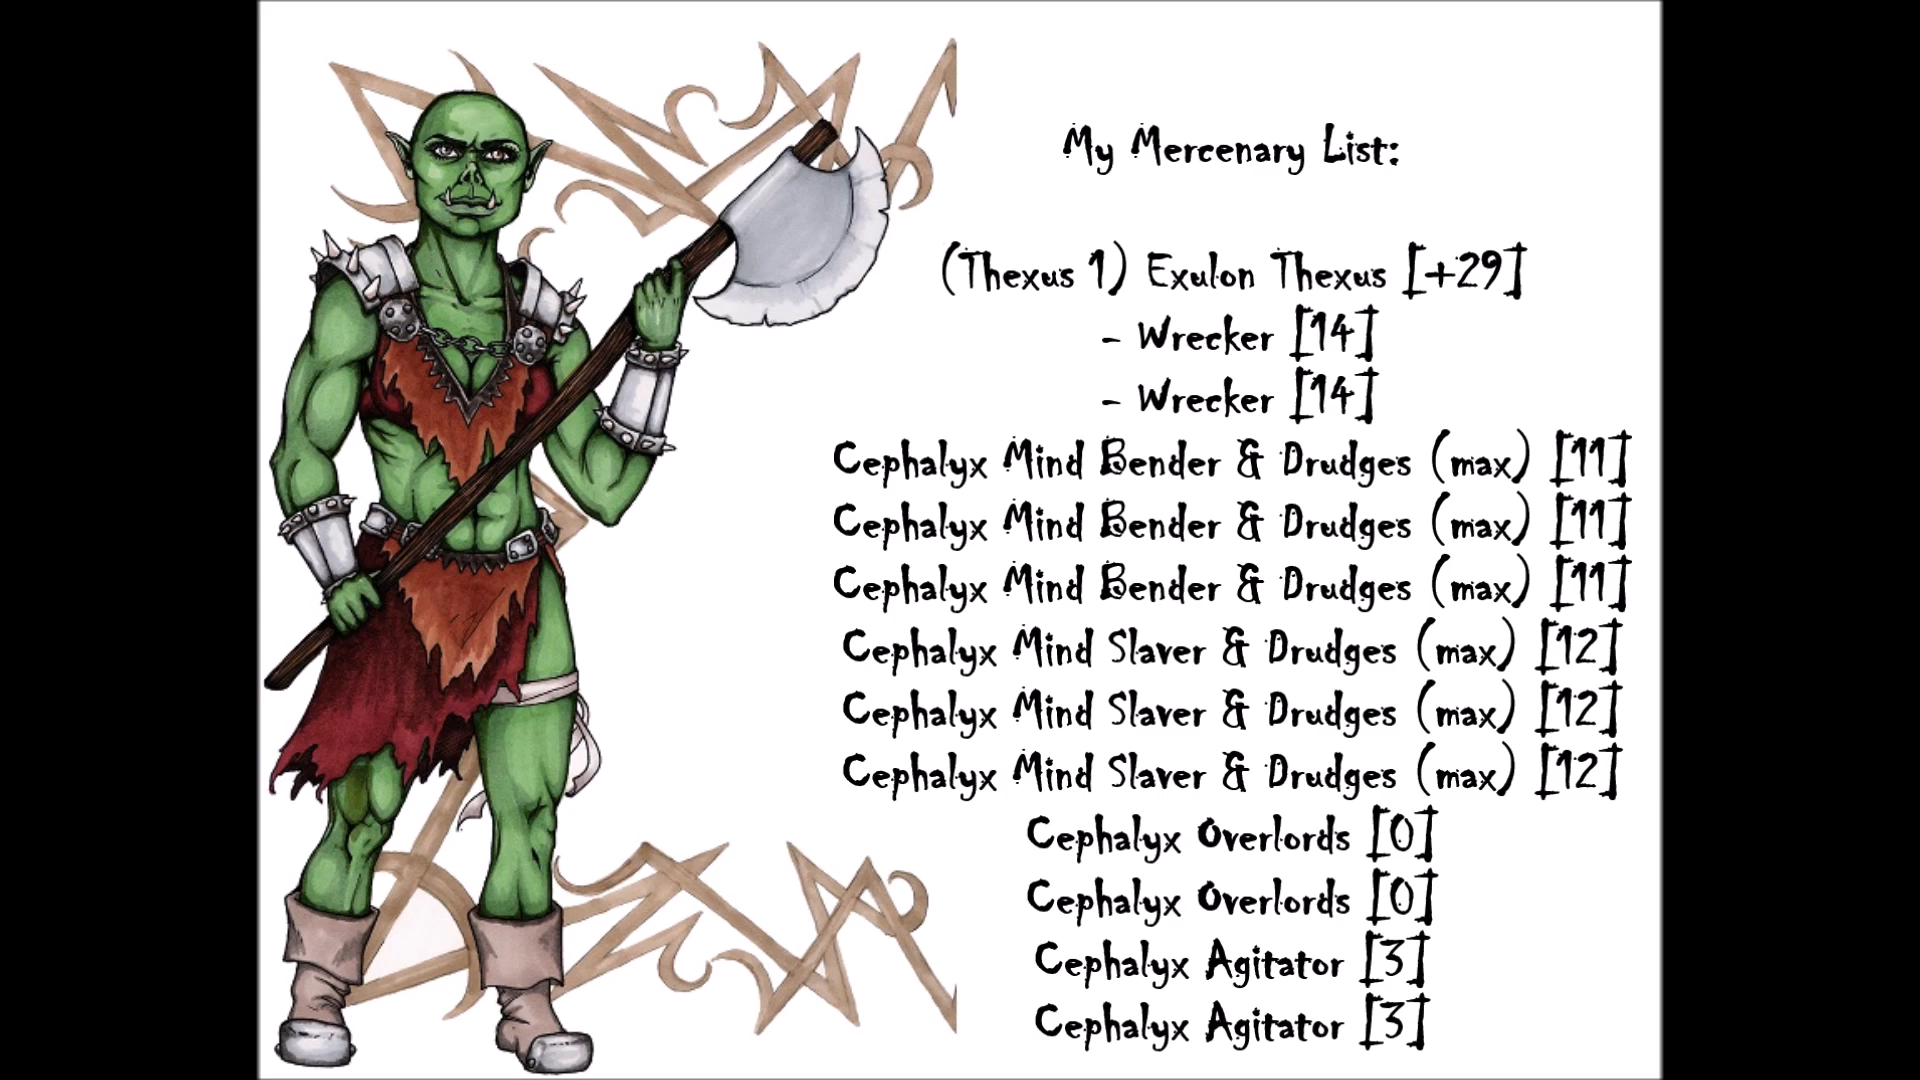 My Mercenary List:
(Thexus 1) Exulon Thexus [+29]
- Wrecker [14]
- Wrecker [14]
Cephalyx Mind Bender & Drudges (max) [11]
Cephalyx Mind Bender & Drudges (max) [11]
Cephalyx Mind Bender & Drudges (max) [11]
Cephalyx Mind Slaver & Drudges (max) [12]
Cephalyx Mind Slaver & Drudges (max) [12]
Cephalyx Mind Slaver & Drudges (max) [12]
Cephalyx Overlords [0]
Cephalyx Overlords [0]
Cephalyx Agitator [3]
Cephalyx Agitator [3]